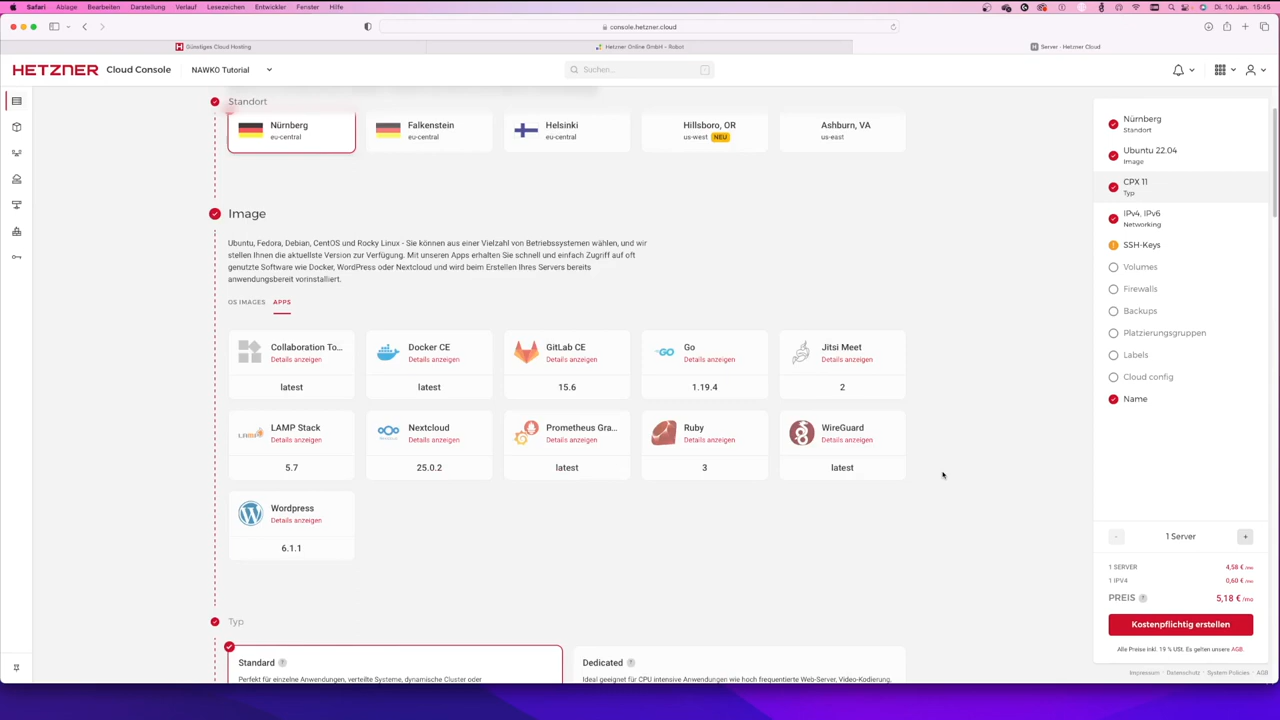 Safari Ablage Bearbeiten Darstellung Verlauf Lesezeichen Entwickler Fenster Hilfe
Di. 10. Jan. 15:45
console.hetzner.cloud
Günstiges Cloud Hosting
Hetzner Online GmbH – Robot
Server - Hetzner Cloud
HETZNER Cloud Console NAWKO Tutorial
Suchen...
Standort
Nürnberg
eu-central
Falkenstein
eu-central
Helsinki
eu-central
Hillsboro, OR
us-west NEU
Ashburn, VA
us-east
Image
Ubuntu, Fedora, Debian, CentOS und Rocky Linux - Sie können aus einer Vielzahl von Betriebssystemen wählen, und wir
stellen Ihnen die aktuellste Version zur Verfügung. Mit unseren Apps erhalten Sie schnell und einfach Zugriff auf oft
genutzte Software wie Docker, WordPress oder Nextcloud und wird beim Erstellen Ihres Servers bereits
anwendungsbereit vorinstalliert.
OS IMAGES APPS
Collaboration To...
Details anzeigen
latest
Docker CE
Details anzeigen
latest
GitLab CE
Details anzeigen
15.6
GO
Go
Details anzeigen
1.19.4
Jitsi Meet
Details anzeigen
2
LAMP
LAMP Stack
Details anzeigen
5.7
Nextcloud
Details anzeigen
25.0.2
Prometheus Gra...
Details anzeigen
latest
Ruby
Details anzeigen
3
WireGuard
Details anzeigen
latest
Wordpress
Details anzeigen
6.1.1
Typ
Standard ?
Perfekt für einzelne Anwendungen, verteilte Systeme, dynamische Cluster oder
Dedicated ?
Ideal geeignet für CPU intensive Anwendungen wie hoch frequentierte Web-Server, Video-Kodierung,
Nürnberg
Standort
Ubuntu 22.04
Image
CPX 11
Typ
IPv4, IPv6
Networking
SSH-Keys
Volumes
Firewalls
Backups
Platzierungsgruppen
Labels
Cloud config
Name
- 1 Server +
1 SERVER 4,58 € /mo
1 IPV4 0,60 € /mo
PREIS ? 5,18 € /mo
Kostenpflichtig erstellen
Alle Preise inkl. 19 % USt. Es gelten unsere AGB.
Impressum · Datenschutz · System Policies · AGB